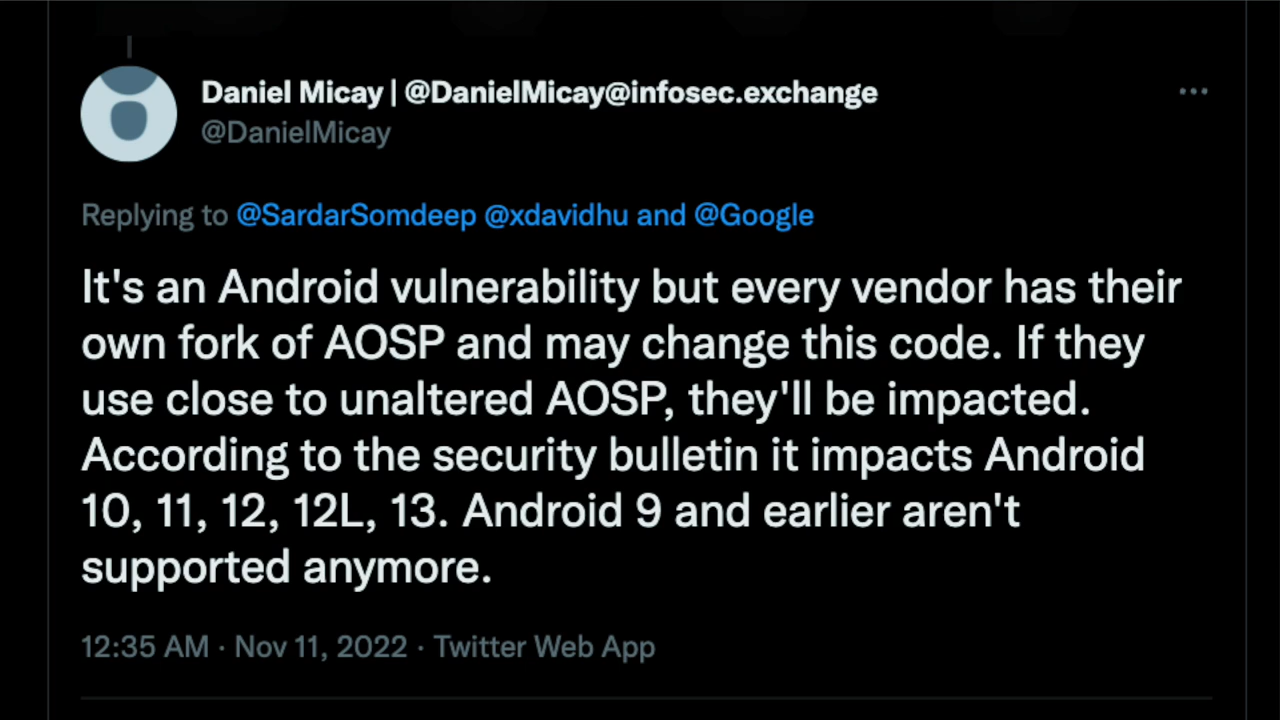 Daniel Micay | @DanielMicay@infosec.exchange
@DanielMicay
Replying to @SardarSomdeep @xdavidhu and @Google
It's an Android vulnerability but every vendor has their
own fork of AOSP and may change this code. If they
use close to unaltered AOSP, they'll be impacted.
According to the security bulletin it impacts Android
10, 11, 12, 12L, 13. Android 9 and earlier aren't
supported anymore.
12:35 AM · Nov 11, 2022 · Twitter Web App